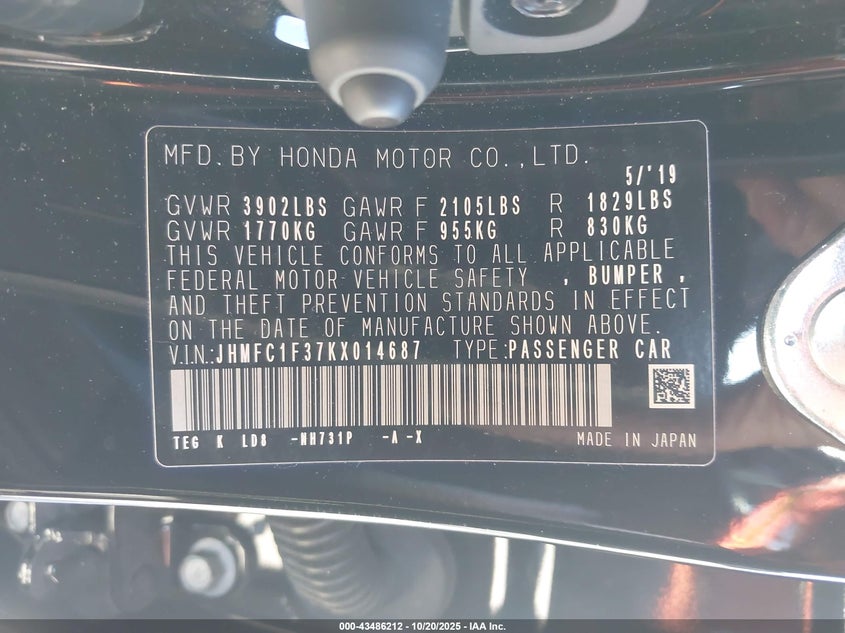 MFD. BY HONDA MOTOR CO., LTD.
5/'19
GVWR 3902LBS GAWR F 2105LBS R 1829LBS
GVWR 1770KG GAWR F 955KG R 830KG
THIS VEHICLE CONFORMS TO ALL APPLICABLE
FEDERAL MOTOR VEHICLE SAFETY , BUMPER ,
AND THEFT PREVENTION STANDARDS IN EFFECT
ON THE DATE OF MANUFACTURE SHOWN ABOVE.
V.I.N.:JHMFC1F37KX014687 TYPE:PASSENGER CAR
TEG K LD8 -NH731P -A -X MADE IN JAPAN
000-43486212 - 10/20/2025 - IAA Inc.